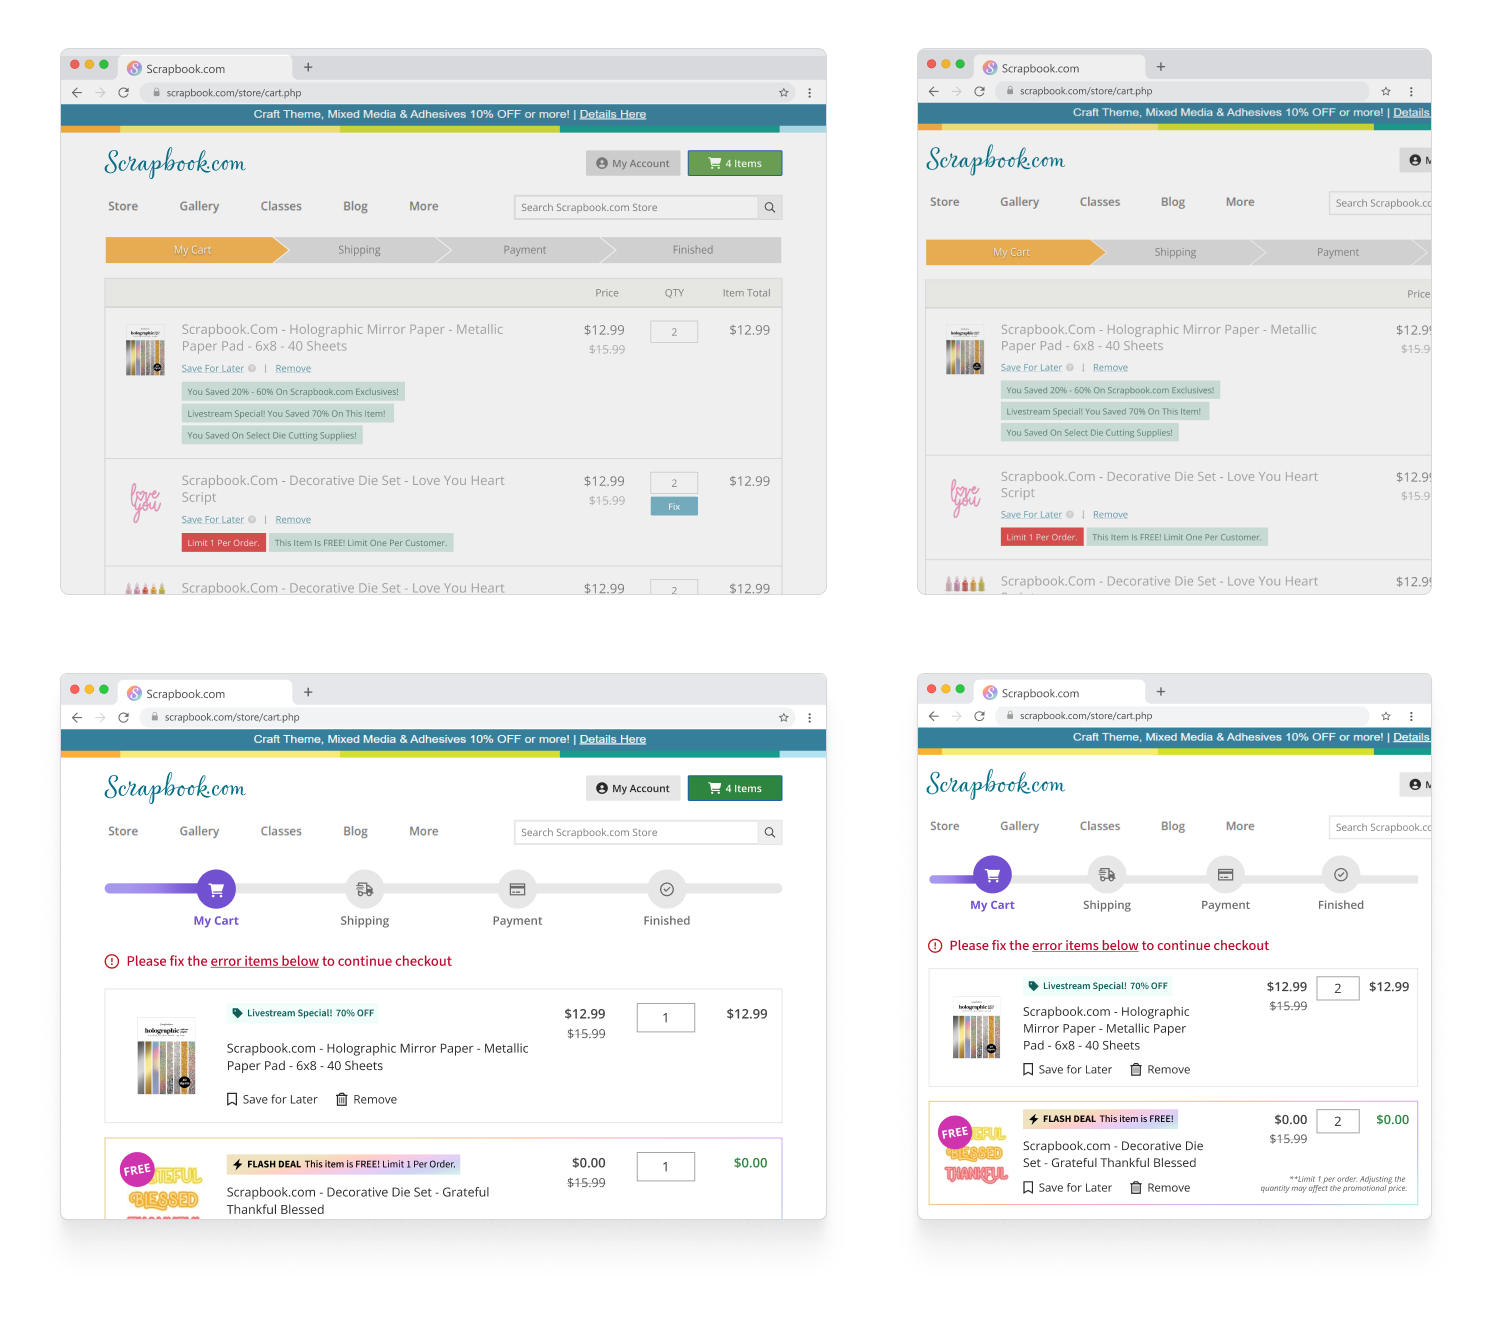 Scrapbook.com
scrapbook.com/store/cart.php
Craft Theme, Mixed Media & Adhesives 10% OFF or more! | Details Here
Scrapbook.com
My Account
4 Items
Store Gallery Classes Blog More
Search Scrapbook.com Store
My Cart Shipping Payment Finished
Price QTY Item Total
holographic
Scrapbook.Com - Holographic Mirror Paper - Metallic
Paper Pad - 6x8 - 40 Sheets
$12.99 2 $12.99
$15.99
Save For Later | Remove
You Saved 20% - 60% On Scrapbook.com Exclusives!
Livestream Special! You Saved 70% On This Item!
You Saved On Select Die Cutting Supplies!
love
you
Scrapbook.Com - Decorative Die Set - Love You Heart
Script
$12.99 2 $12.99
$15.99
Fix
Save For Later | Remove
Limit 1 Per Order. This Item Is FREE! Limit One Per Customer.
Scrapbook.Com - Decorative Die Set - Love You Heart
$12.99 2 $12.99
Scrapbook.com
scrapbook.com/store/cart.php
Craft Theme, Mixed Media & Adhesives 10% OFF or more! | Details
Scrapbook.com
M
Store Gallery Classes Blog More
Search Scrapbook.cc
My Cart Shipping Payment
Price
holographic
Scrapbook.Com - Holographic Mirror Paper - Metallic
Paper Pad - 6x8 - 40 Sheets
$12.99
$15.9
Save For Later | Remove
You Saved 20% - 60% On Scrapbook.com Exclusives!
Livestream Special! You Saved 70% On This Item!
You Saved On Select Die Cutting Supplies!
love
you
Scrapbook.Com - Decorative Die Set - Love You Heart
Script
$12.99
$15.9
Save For Later | Remove
Limit 1 Per Order. This Item Is FREE! Limit One Per Customer.
Scrapbook.Com - Decorative Die Set - Love You Heart
$12.99
Scrapbook.com
scrapbook.com/store/cart.php
Craft Theme, Mixed Media & Adhesives 10% OFF or more! | Details Here
Scrapbook.com
My Account
4 Items
Store Gallery Classes Blog More
Search Scrapbook.com Store
My Cart Shipping Payment Finished
Please fix the error items below to continue checkout
holographic
Livestream Special! 70% OFF
$12.99 1 $12.99
$15.99
Scrapbook.com - Holographic Mirror Paper - Metallic
Paper Pad - 6x8 - 40 Sheets
Save for Later Remove
FREE
TEFUL
BLESSED
FLASH DEAL This item is FREE! Limit 1 Per Order.
$0.00 1 $0.00
$15.99
Scrapbook.com - Decorative Die Set - Grateful
Thankful Blessed
Scrapbook.com
scrapbook.com/store/cart.php
Craft Theme, Mixed Media & Adhesives 10% OFF or more! | Details
Scrapbook.com
M
Store Gallery Classes Blog More
Search Scrapbook.cc
My Cart Shipping Payment Finished
Please fix the error items below to continue checkout
holographic
Livestream Special! 70% OFF
$12.99 2 $12.99
$15.99
Scrapbook.com - Holographic
Mirror Paper - Metallic Paper
Pad - 6x8 - 40 Sheets
Save for Later Remove
FREE
EFUL
BLESSED
THANKFUL
FLASH DEAL This item is FREE!
$0.00 2 $0.00
$15.99
Scrapbook.com - Decorative Die
Set - Grateful Thankful Blessed
Save for Later Remove
**Limit 1 per order. Adjusting the
quantity may affect the promotional price.